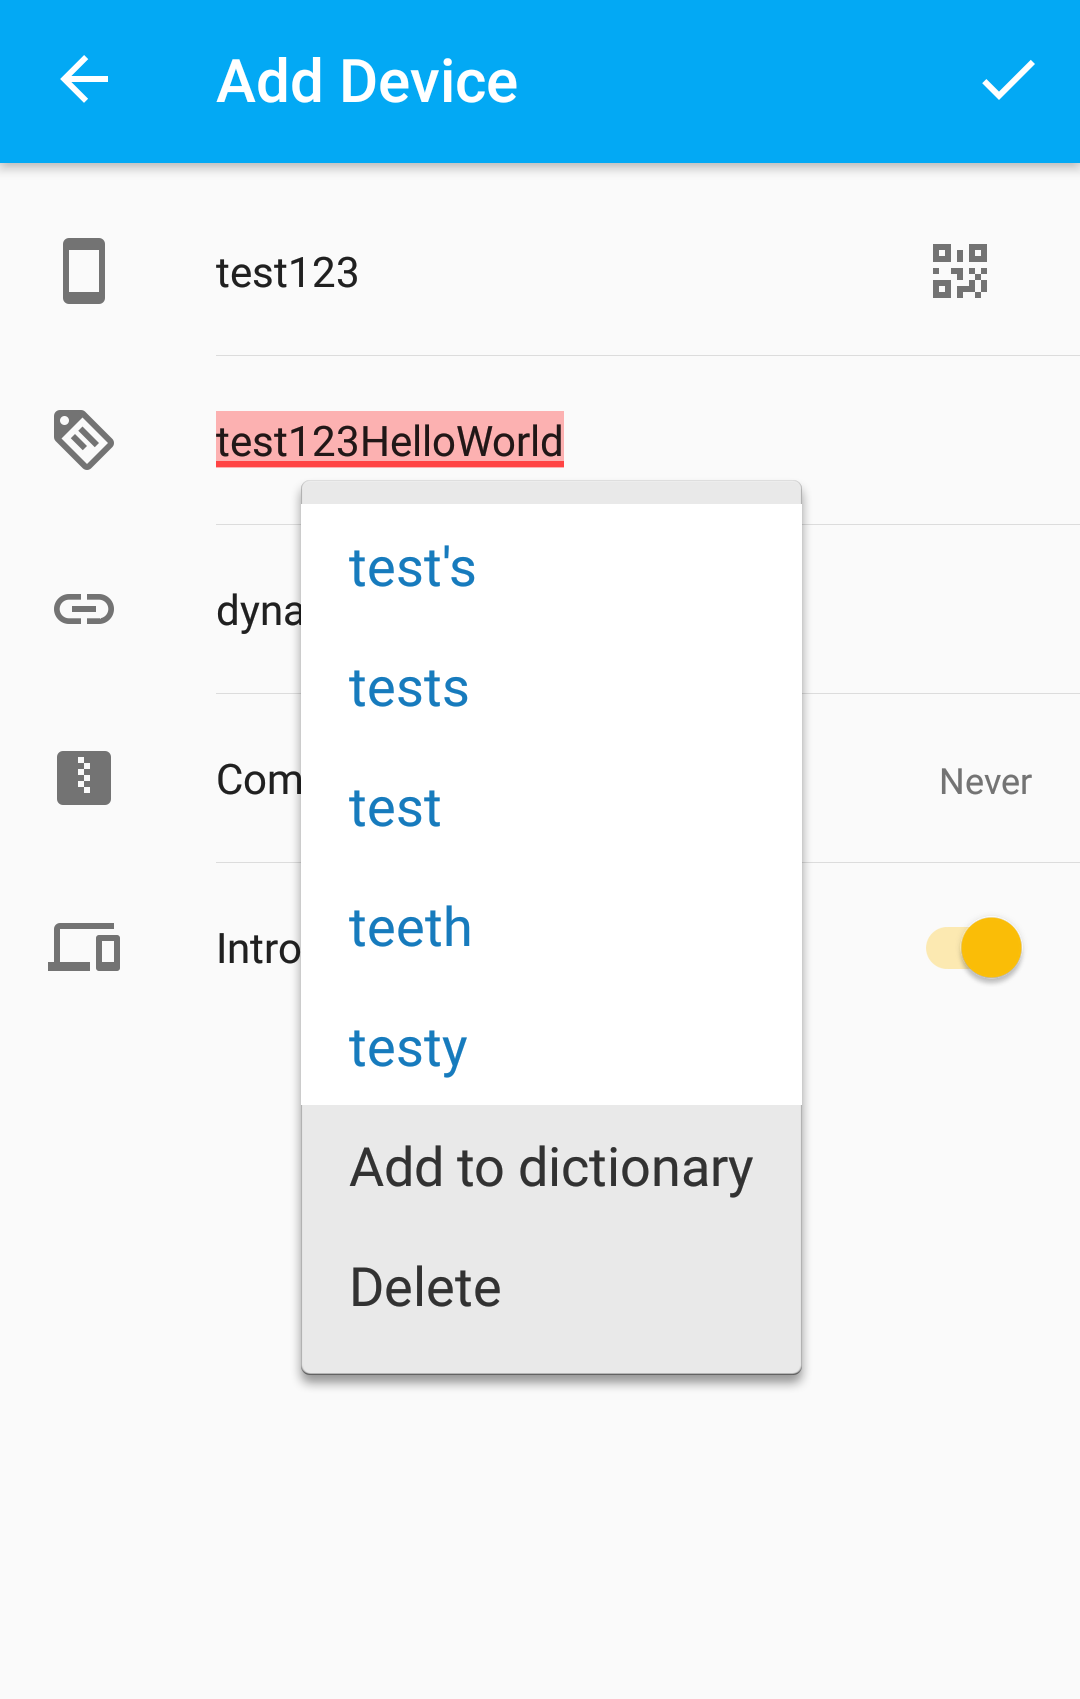 Add Device
test123
test123HelloWorld
test's
dyna
tests
Com
Never
test
teeth
Intro
testy
Add to dictionary
Delete